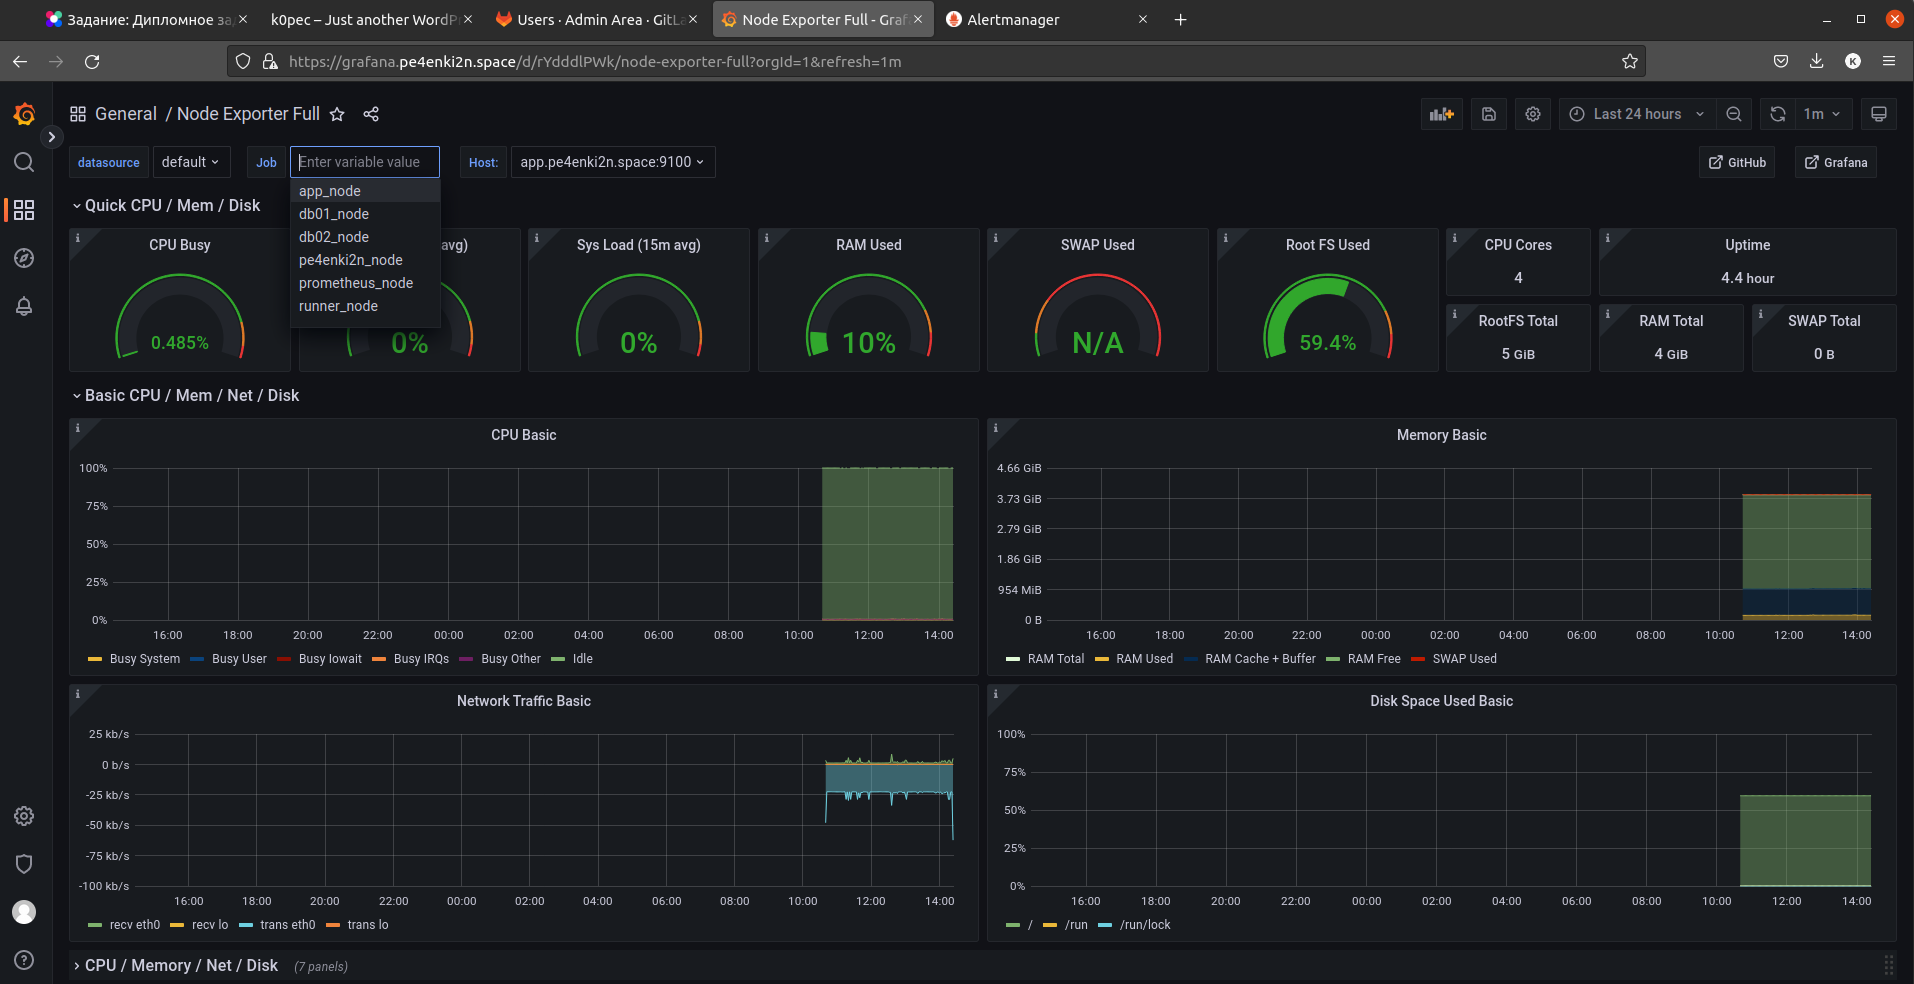 Задание: Дипломное за
k0pec – Just another WordP
Users · Admin Area · GitLa
Node Exporter Full - Graf
Alertmanager
https://grafana.pe4enki2n.space/d/rYdddlPWk/node-exporter-full?orgId=1&refresh=1m
K
General / Node Exporter Full
Last 24 hours
1m
datasource default
Job Enter variable value
Host: app.pe4enki2n.space:9100
GitHub
Grafana
app_node
db01_node
db02_node
pe4enki2n_node
prometheus_node
runner_node
Quick CPU / Mem / Disk
CPU Busy
0.485%
avg)
0%
Sys Load (15m avg)
0%
RAM Used
10%
SWAP Used
N/A
Root FS Used
59.4%
CPU Cores
4
Uptime
4.4 hour
RootFS Total
5 GiB
RAM Total
4 GiB
SWAP Total
0 B
Basic CPU / Mem / Net / Disk
CPU Basic
100%
75%
50%
25%
0%
16:00 18:00 20:00 22:00 00:00 02:00 04:00 06:00 08:00 10:00 12:00 14:00
Busy System Busy User Busy Iowait Busy IRQs Busy Other Idle
Memory Basic
4.66 GiB
3.73 GiB
2.79 GiB
1.86 GiB
954 MiB
0 B
16:00 18:00 20:00 22:00 00:00 02:00 04:00 06:00 08:00 10:00 12:00 14:00
RAM Total RAM Used RAM Cache + Buffer RAM Free SWAP Used
Network Traffic Basic
25 kb/s
0 b/s
-25 kb/s
-50 kb/s
-75 kb/s
-100 kb/s
16:00 18:00 20:00 22:00 00:00 02:00 04:00 06:00 08:00 10:00 12:00 14:00
recv eth0 recv lo trans eth0 trans lo
Disk Space Used Basic
100%
75%
50%
25%
0%
16:00 18:00 20:00 22:00 00:00 02:00 04:00 06:00 08:00 10:00 12:00 14:00
/ /run /run/lock
CPU / Memory / Net / Disk (7 panels)